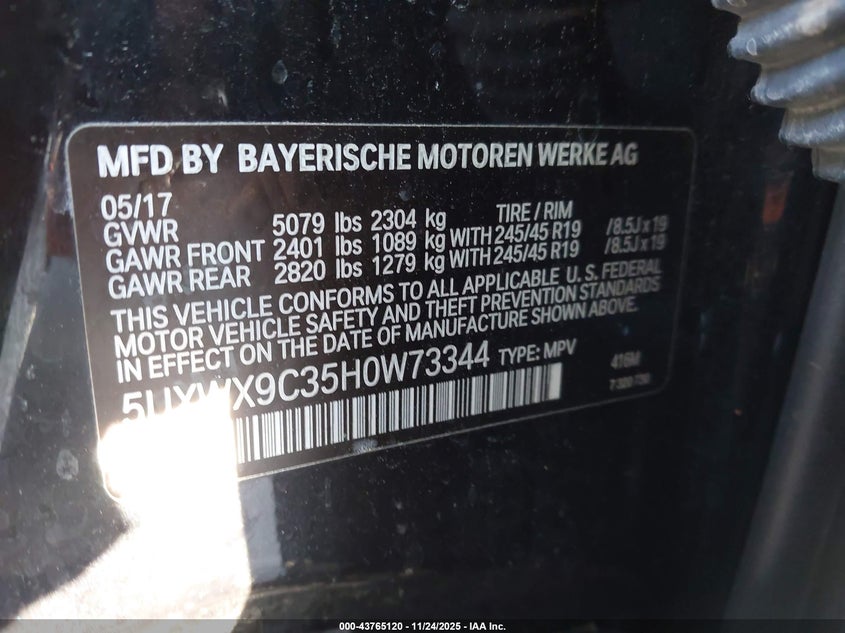 MFD BY BAYERISCHE MOTOREN WERKE AG
05/17 TIRE / RIM
GVWR 5079 lbs 2304 kg
GAWR FRONT 2401 lbs 1089 kg WITH 245/45 R19 /8.5J x 19
GAWR REAR 2820 lbs 1279 kg WITH 245/45 R19 /8.5J x 19
THIS VEHICLE CONFORMS TO ALL APPLICABLE U.S. FEDERAL
MOTOR VEHICLE SAFETY AND THEFT PREVENTION STANDARDS
IN EFFECT ON THE DATE OF MANUFACTURE SHOWN ABOVE.
5UXWX9C35H0W73344 TYPE: MPV 416M
000-43765120 - 11/24/2025 - IAA Inc.